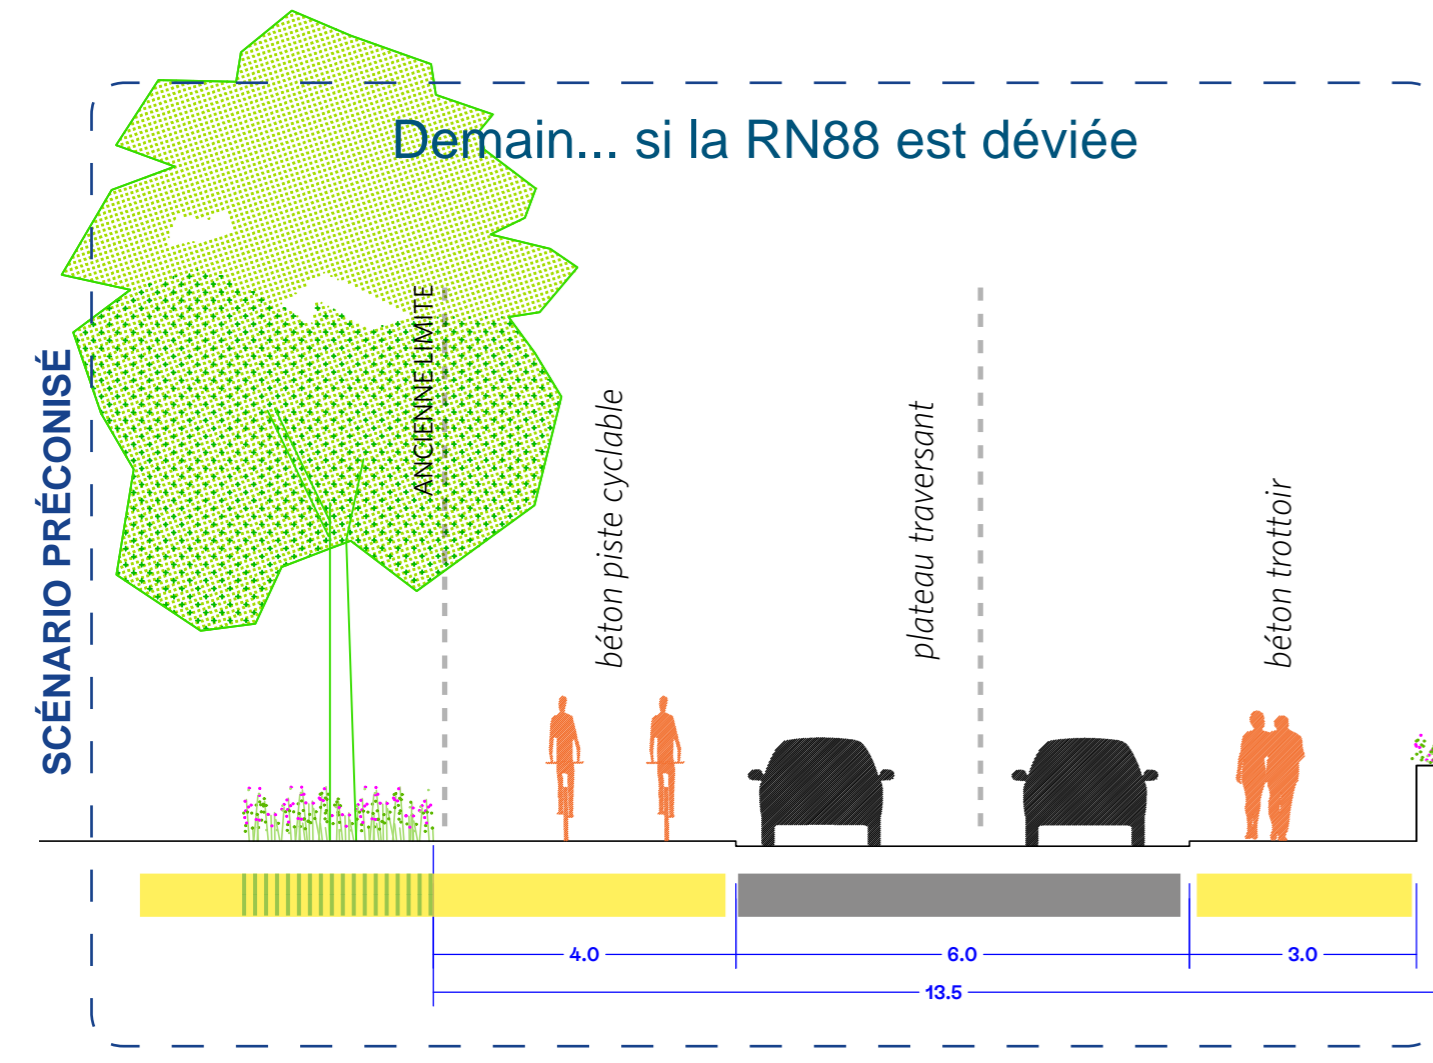 Demain... si la RN88 est déviée
SCÉNARIO PRÉCONISÉ
ANCIENNE LIMITE
béton piste cyclable
plateau traversant
béton trottoir
4.0
6.0
3.0
13.5